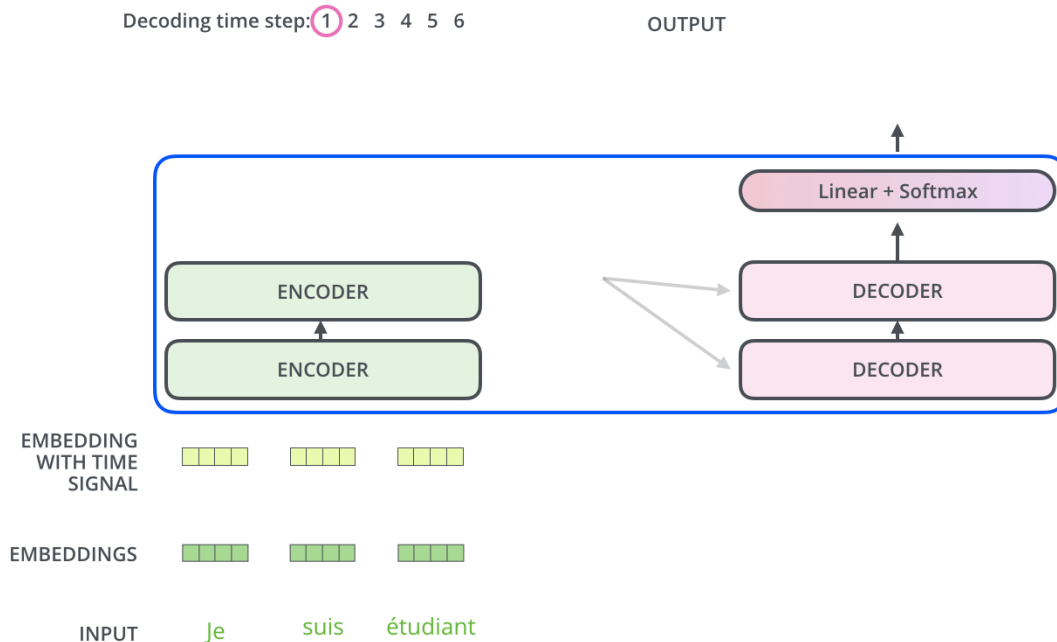 Decoding time step: 1 2 3 4 5 6
OUTPUT
Linear + Softmax
ENCODER
DECODER
ENCODER
DECODER
EMBEDDING
WITH TIME
SIGNAL
EMBEDDINGS
INPUT
Je suis étudiant